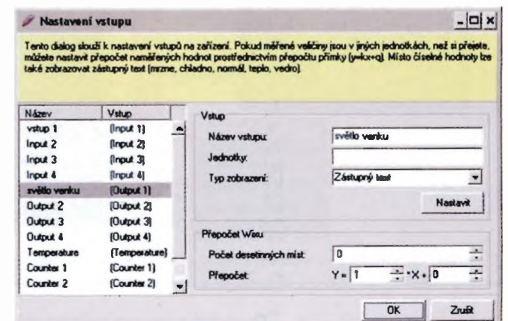 Nastavení vstupu
Tento dialog slouží k nastavení vstupů na zařízení. Pokud měřené veličiny jsou v jiných jednotkách, než si přejete,
můžete nastavit přepočet naměřených hodnot prostřednictvím přepočtu přímky (y=kx+q). Místo číselné hodnoty lze
také zobrazovat zástupný text (mrzne, chladno, normál, teplo, vedro).
Název Vstup
vstup 1 (Input 1)
Input 2 (Input 2)
Input 3 (Input 3)
Input 4 (Input 4)
světlo venku (Output 1)
Output 2 (Output 2)
Output 3 (Output 3)
Output 4 (Output 4)
Temperature (Temperature)
Counter 1 (Counter 1)
Counter 2 (Counter 2)
Vstup
Název vstupu: světlo venku
Jednotky:
Typ zobrazení: Zástupný text
Nastavit
Přepočet Wixu
Počet desetinných míst: 0
Přepočet: Y = 1 * X + 0
OK Zrušit